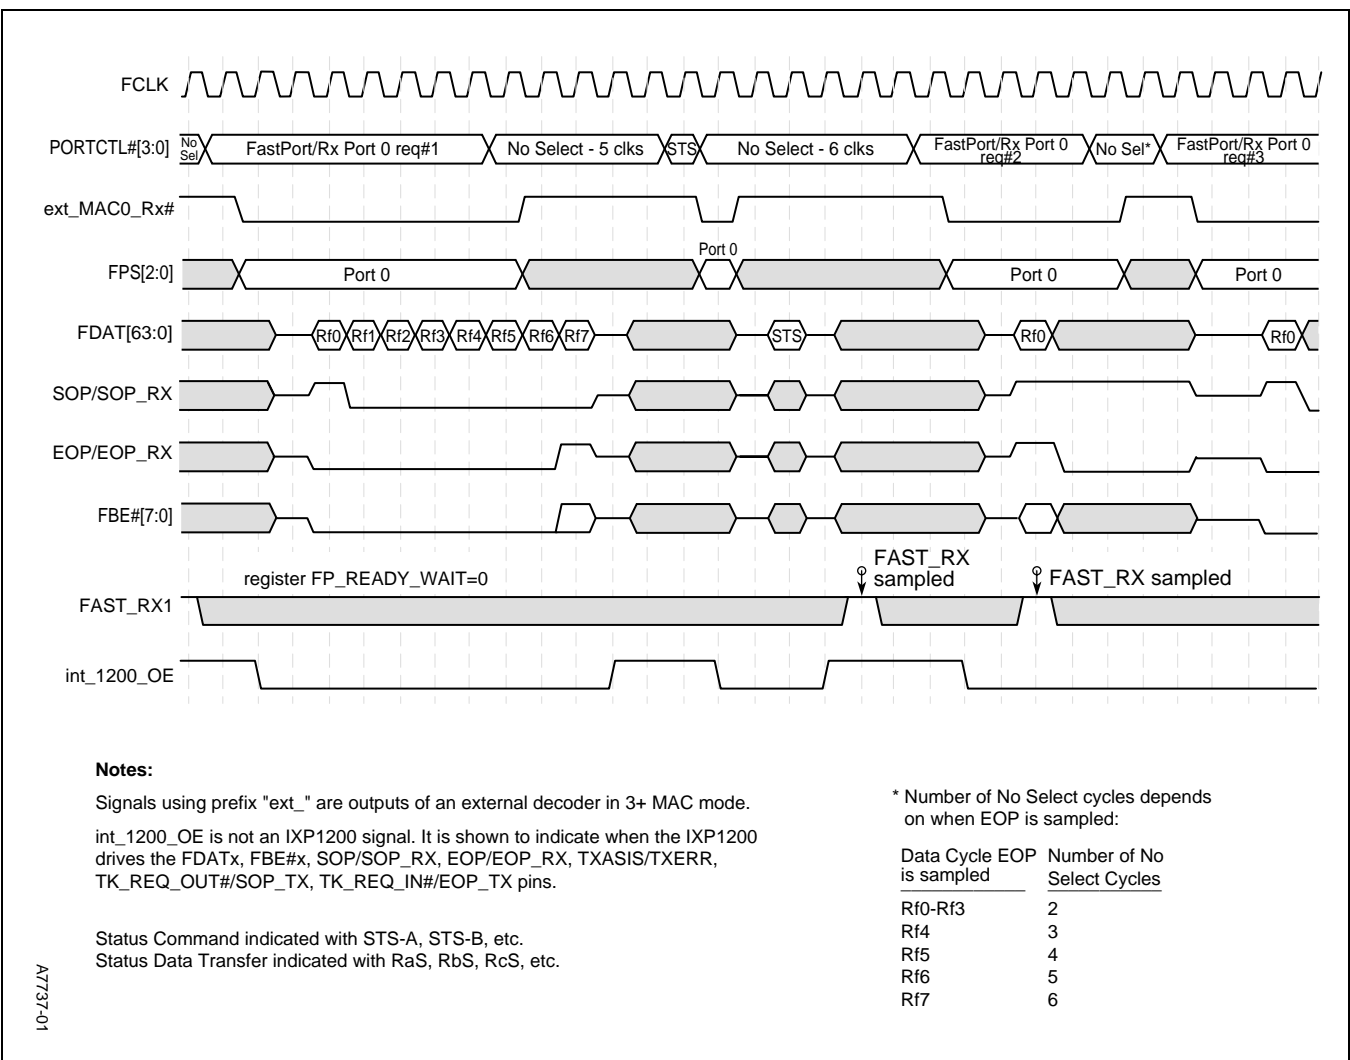 FCLK
PORTCTL#[3:0]
No
Sel
FastPort/Rx Port 0 req#1
No Select - 5 clks
STS
No Select - 6 clks
FastPort/Rx Port 0
req#2
No Sel*
FastPort/Rx Port 0
req#3
ext_MAC0_Rx#
Port 0
FPS[2:0]
Port 0
Port 0
Port 0
FDAT[63:0]
Rf0
Rf1
Rf2
Rf3
Rf4
Rf5
Rf6
Rf7
STS
Rf0
Rf0
SOP/SOP_RX
EOP/EOP_RX
FBE#[7:0]
register FP_READY_WAIT=0
FAST_RX
sampled
FAST_RX sampled
FAST_RX1
int_1200_OE
Notes:
Signals using prefix "ext_" are outputs of an external decoder in 3+ MAC mode.
int_1200_OE is not an IXP1200 signal. It is shown to indicate when the IXP1200
drives the FDATx, FBE#x, SOP/SOP_RX, EOP/EOP_RX, TXASIS/TXERR,
TK_REQ_OUT#/SOP_TX, TK_REQ_IN#/EOP_TX pins.
Status Command indicated with STS-A, STS-B, etc.
Status Data Transfer indicated with RaS, RbS, RcS, etc.
* Number of No Select cycles depends
on when EOP is sampled:
Data Cycle EOP
is sampled
Number of No
Select Cycles
Rf0-Rf3 2
Rf4 3
Rf5 4
Rf6 5
Rf7 6
A7737-01